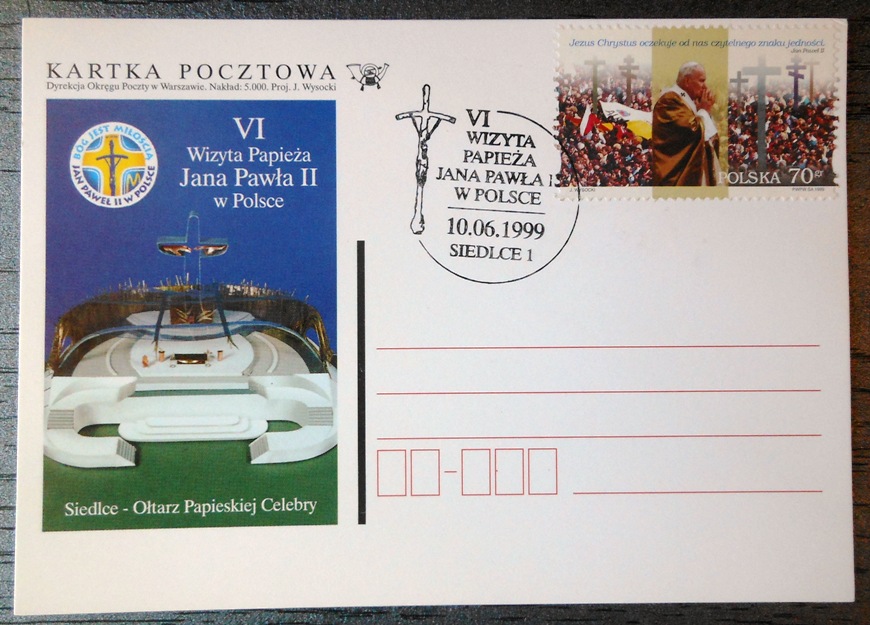 KARTKA POCZTOWA
Dyrekcja Okręgu Poczty w Warszawie. Nakład: 5.000. Proj. J. Wysocki
BÓG JEST MIŁOŚCIĄ
JAN PAWEŁ II W POLSCE
VI
Wizyta Papieża
Jana Pawła II
w Polsce
Siedlce - Ołtarz Papieskiej Celebry
VI
WIZYTA
PAPIEŻA
JANA PAWŁA II
W POLSCE
10.06.1999
SIEDLCE 1
Jezus Chrystus oczekuje od nas czytelnego znaku jedności.
Jan Paweł 2
POLSKA 70 gr
J. WYSOCKI